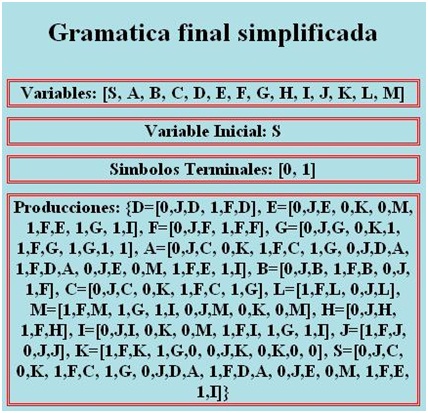 Gramatica final simplificada
Variables: [S, A, B, C, D, E, F, G, H, I, J, K, L, M]
Variable Inicial: S
Simbolos Terminales: [0, 1]
Producciones: {D=[0,J,D, 1,F,D], E=[0,J,E, 0,K, 0,M,
1,F,E, 1,G, 1,I], F=[0,J,F, 1,F,F], G=[0,J,G, 0,K,1
1,F,G, 1,G,1, 1], A=[0,J,C, 0,K, 1,F,C, 1,G, 0,J,D,A,
1,F,D,A, 0,J,E, 0,M, 1,F,E, 1,I], B=[0,J,B, 1,F,B, 0,J,
1,F], C=[0,J,C, 0,K, 1,F,C, 1,G], L=[1,F,L, 0,J,L],
M=[1,F,M, 1,G, 1,I, 0,J,M, 0,K, 0,M], H=[0,J,H,
1,F,H], I=[0,J,I, 0,K, 0,M, 1,F,I, 1,G, 1,I], J=[1,F,J,
0,J,J], K=[1,F,K, 1,G,0, 0,J,K, 0,K,0, 0], S=[0,J,C,
0,K, 1,F,C, 1,G, 0,J,D,A, 1,F,D,A, 0,J,E, 0,M, 1,F,E,
1,I]}